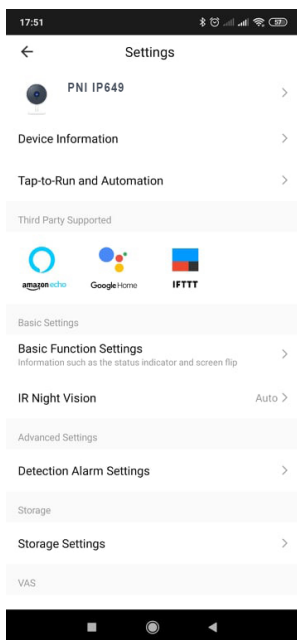 17:51
57
Settings
PNI IP649
Device Information
Tap-to-Run and Automation
Third Party Supported
amazon echo
Google Home
IFTTT
Basic Settings
Basic Function Settings
Information such as the status indicator and screen flip
IR Night Vision
Auto
Advanced Settings
Detection Alarm Settings
Storage
Storage Settings
VAS